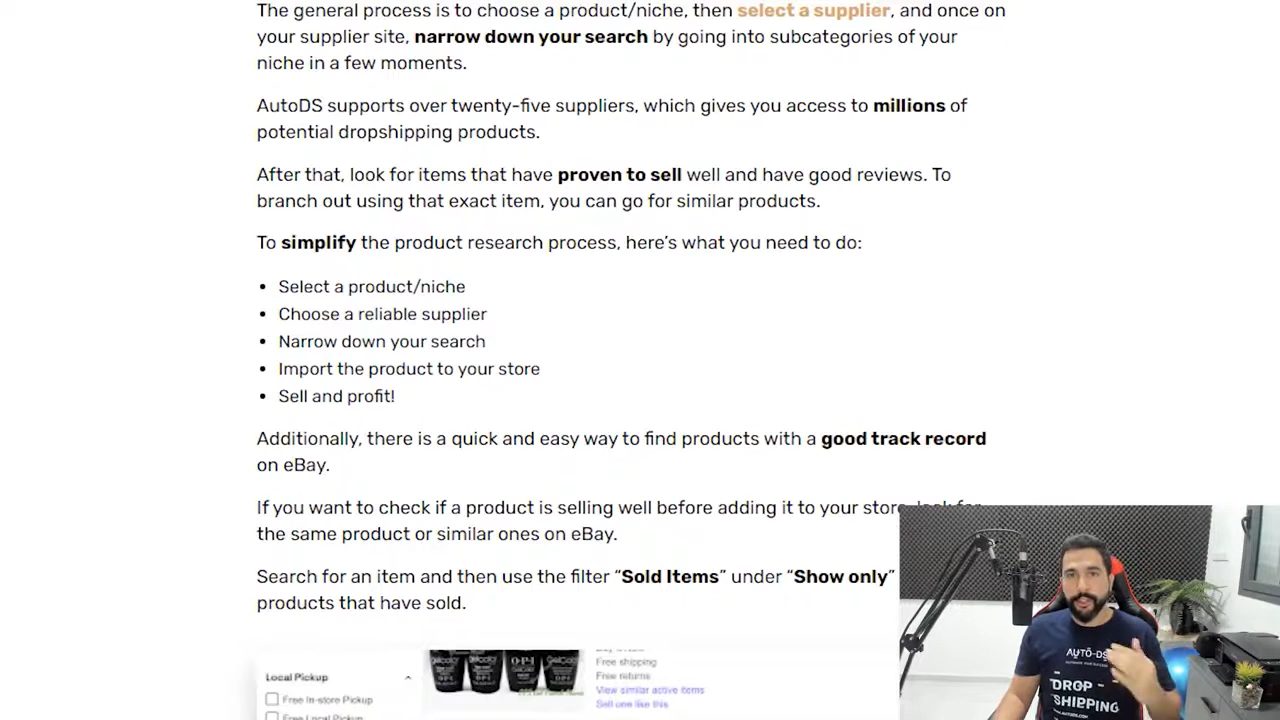 The general process is to choose a product/niche, then select a supplier, and once on
your supplier site, narrow down your search by going into subcategories of your
niche in a few moments.
AutoDS supports over twenty-five suppliers, which gives you access to millions of
potential dropshipping products.
After that, look for items that have proven to sell well and have good reviews. To
branch out using that exact item, you can go for similar products.
To simplify the product research process, here’s what you need to do:
• Select a product/niche
• Choose a reliable supplier
• Narrow down your search
• Import the product to your store
• Sell and profit!
Additionally, there is a quick and easy way to find products with a good track record
on eBay.
If you want to check if a product is selling well before adding it to your store, look for
the same product or similar ones on eBay.
Search for an item and then use the filter “Sold Items” under “Show only”
products that have sold.
Local Pickup
Free In-store Pickup
Free Local Pickup
O·P·I
Free shipping
Free returns
View similar active items
Sell one like this
AUTO-DS
DROP
SHIPPING